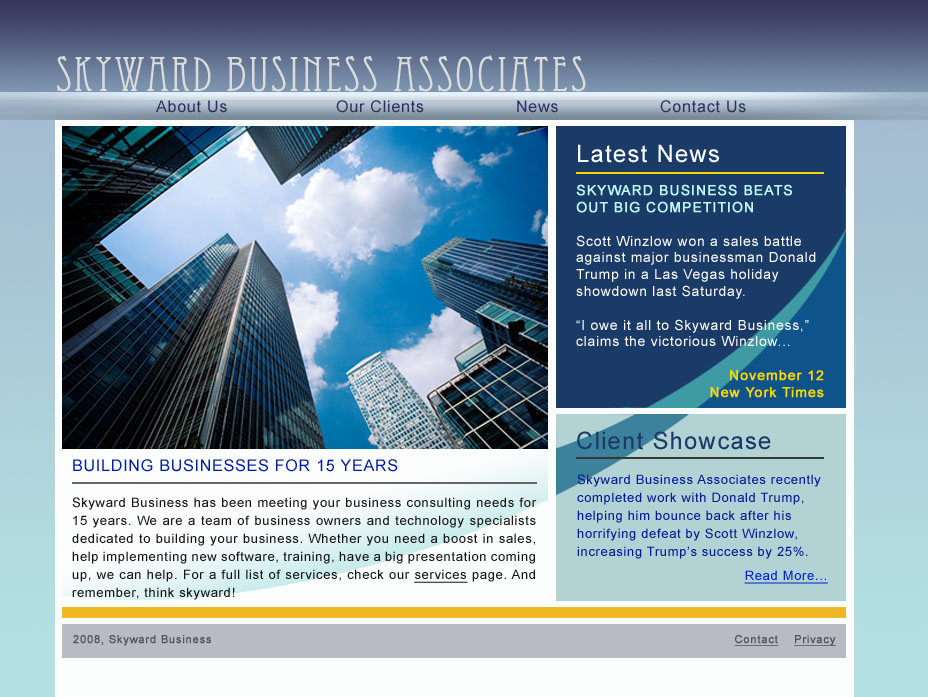 SKYWARD BUSINESS ASSOCIATES
About Us Our Clients News Contact Us
BUILDING BUSINESSES FOR 15 YEARS
Skyward Business has been meeting your business consulting needs for
15 years. We are a team of business owners and technology specialists
dedicated to building your business. Whether you need a boost in sales,
help implementing new software, training, have a big presentation coming
up, we can help. For a full list of services, check our services page. And
remember, think skyward!
Latest News
SKYWARD BUSINESS BEATS
OUT BIG COMPETITION
Scott Winzlow won a sales battle
against major businessman Donald
Trump in a Las Vegas holiday
showdown last Saturday.
“I owe it all to Skyward Business,”
claims the victorious Winzlow...
November 12
New York Times
Client Showcase
Skyward Business Associates recently
completed work with Donald Trump,
helping him bounce back after his
horrifying defeat by Scott Winzlow,
increasing Trump’s success by 25%.
Read More...
2008, Skyward Business
Contact Privacy